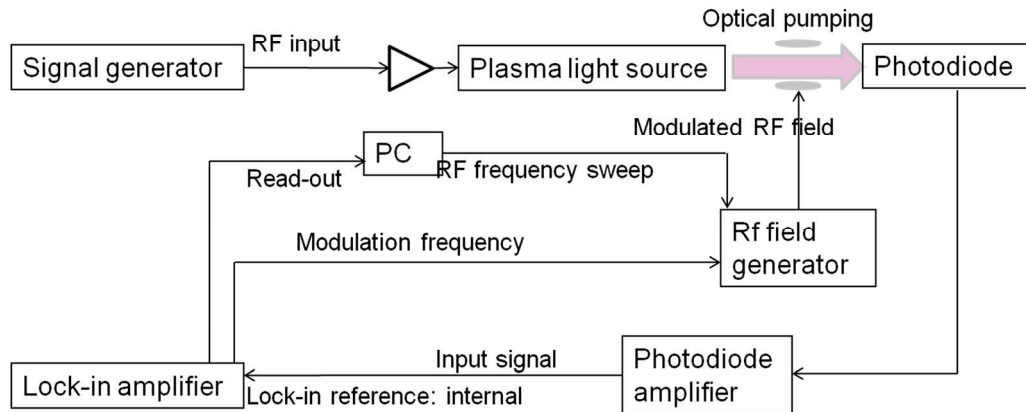 Optical pumping
RF input
Signal generator
Plasma light source
Photodiode
Modulated RF field
PC
Read-out
RF frequency sweep
Modulation frequency
Rf field
generator
Input signal
Photodiode
amplifier
Lock-in amplifier
Lock-in reference: internal